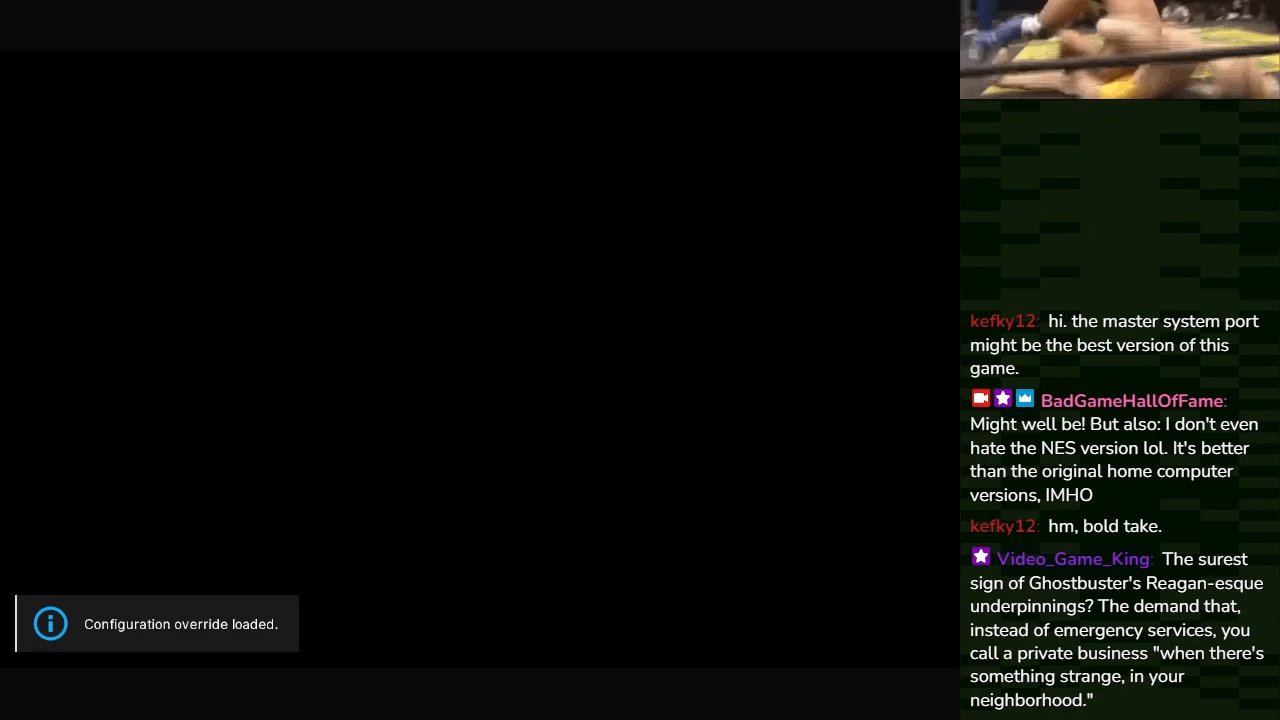 kefky12: hi. the master system port
might be the best version of this
game.
BadGameHallOfFame:
Might well be! But also: I don't even
hate the NES version lol. It's better
than the original home computer
versions, IMHO
kefky12: hm, bold take.
Video_Game_King: The surest
sign of Ghostbuster's Reagan-esque
underpinnings? The demand that,
instead of emergency services, you
call a private business "when there's
something strange, in your
neighborhood."
Configuration override loaded.